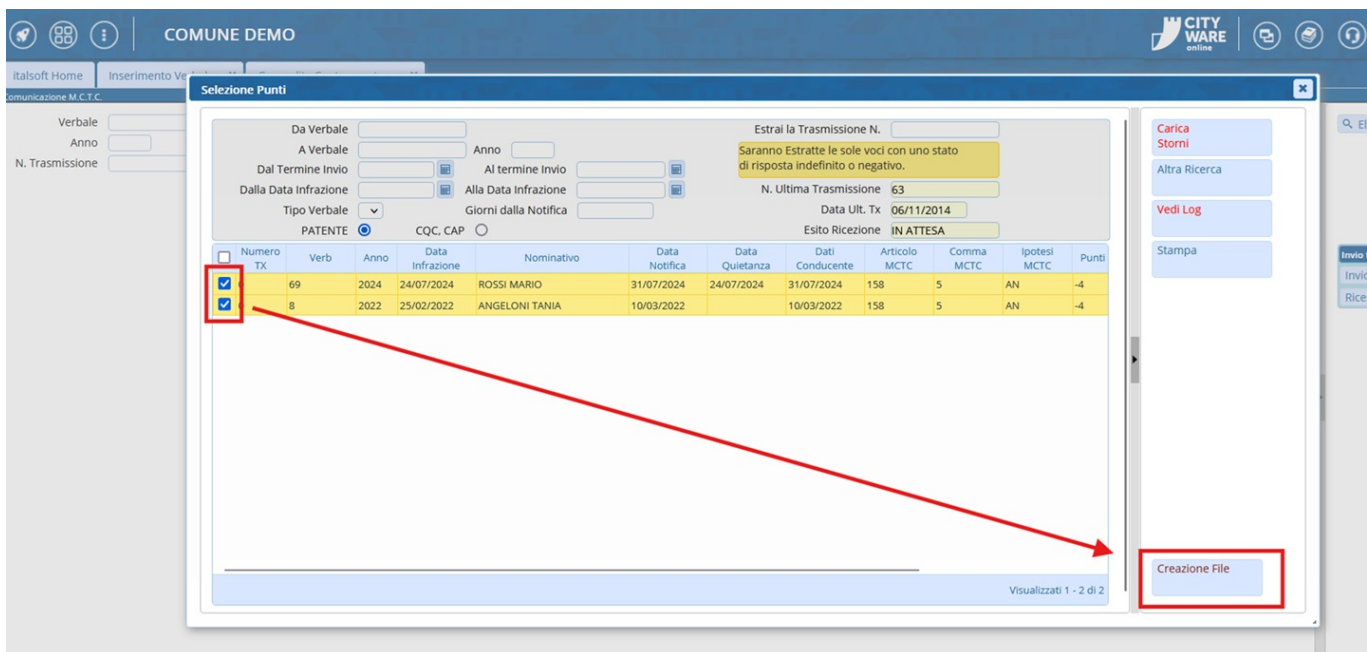 COMUNE DEMO
CITY
WARE
online
italsoft Home
Inserimento
Comunicazione M.C.T.C.
Verbale
Anno
N. Trasmissione
Selezione Punti
Da Verbale
Estrai la Trasmissione N.
A Verbale Anno
Saranno Estratte le sole voci con uno stato
di risposta indefinito o negativo.
Dal Termine Invio Al termine Invio
Dalla Data Infrazione Alla Data Infrazione
N. Ultima Trasmissione 63
Tipo Verbale Giorni dalla Notifica
Data Ult. Tx 06/11/2014
PATENTE CQC, CAP
Esito Ricezione IN ATTESA
Numero TX Verb Anno Data Infrazione Nominativo Data Notifica Data Quietanza Dati Conducente Articolo MCTC Comma MCTC Ipotesi MCTC Punti
69 2024 24/07/2024 ROSSI MARIO 31/07/2024 24/07/2024 31/07/2024 158 5 AN -4
8 2022 25/02/2022 ANGELONI TANIA 10/03/2022 10/03/2022 158 5 AN -4
Visualizzati 1 - 2 di 2
Carica
Storni
Altra Ricerca
Vedi Log
Stampa
Creazione File
Invio